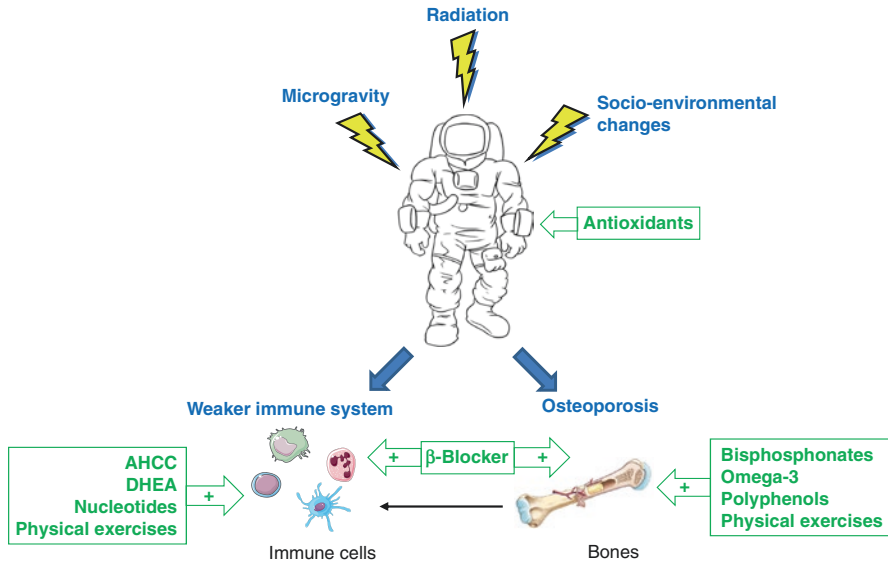 Radiation
Microgravity
Socio-environmental
changes
Antioxidants
Weaker immune system
Osteoporosis
AHCC
DHEA
Nucleotides
Physical exercises
+
+
β-Blocker
+
+
Bisphosphonates
Omega-3
Polyphenols
Physical exercises
Immune cells
Bones